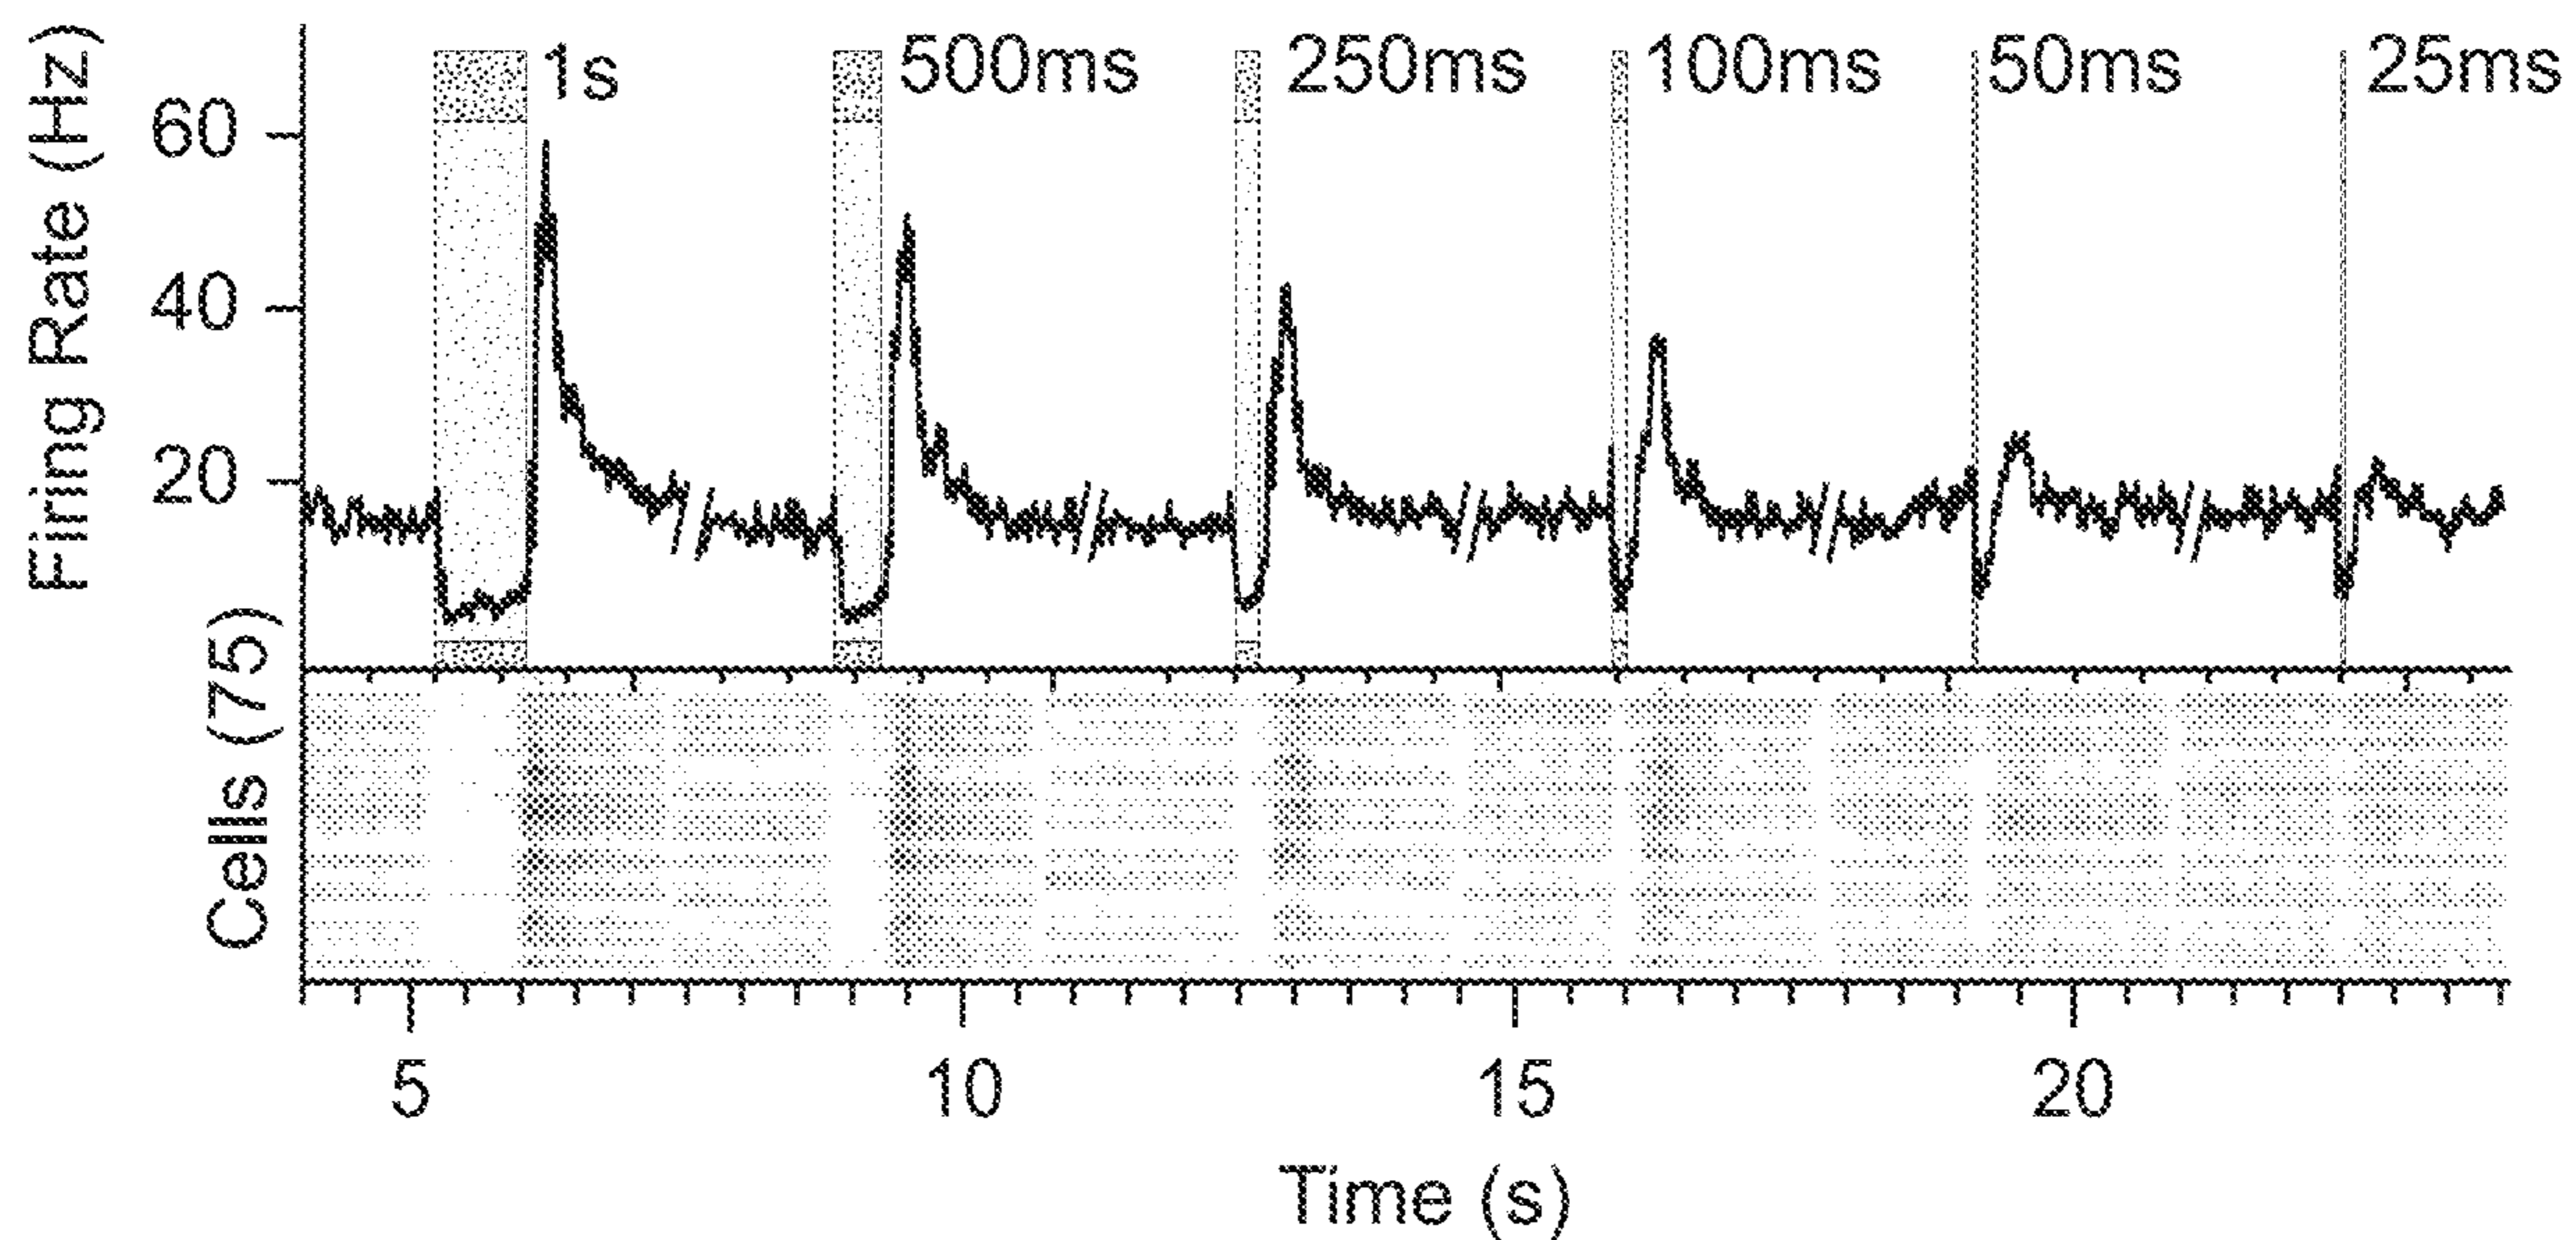 1s
500ms
250ms
100ms
50ms
25ms
Firing Rate (Hz)
60
40
20
Cells (75)
5
10
15
20
Time (s)